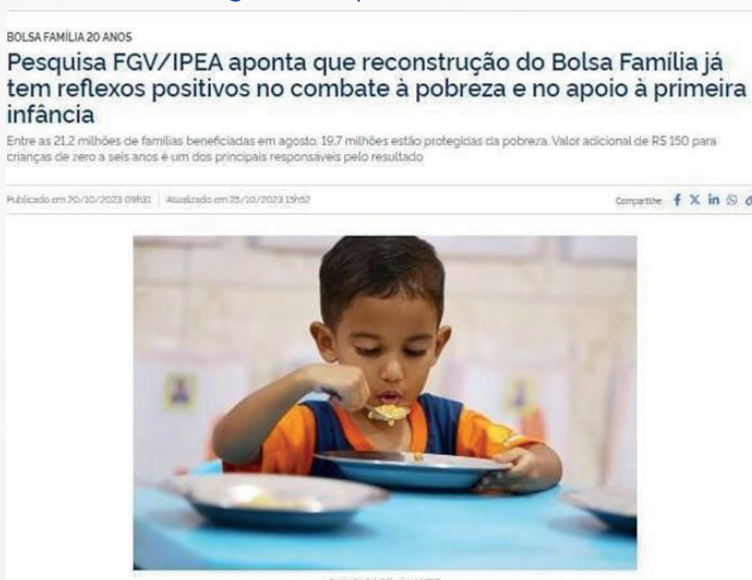 BOLSA FAMÍLIA 20 ANOS
Pesquisa FGV/IPEA aponta que reconstrução do Bolsa Família já
tem reflexos positivos no combate à pobreza e no apoio à primeira
infância
Entre as 21,2 milhões de famílias beneficiadas em agosto, 19,7 milhões estão protegidas da pobreza. Valor adicional de R$ 150 para
crianças de zero a seis anos é um dos principais responsáveis pelo resultado
Publicado em 20/10/2023 09h31 Atualizado em 25/10/2023 15h52 Compartilhe: